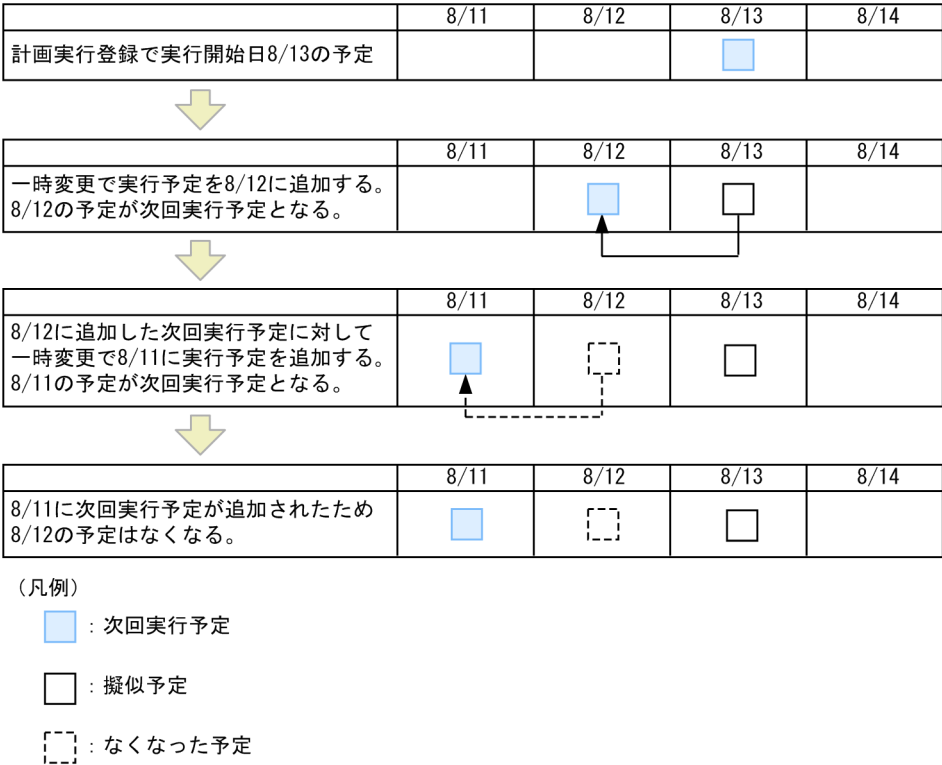 8/11 8/12 8/13 8/14
計画実行登録で実行開始日8/13の予定
8/11 8/12 8/13 8/14
一時変更で実行予定を8/12に追加する。
8/12の予定が次回実行予定となる。
8/11 8/12 8/13 8/14
8/12に追加した次回実行予定に対して
一時変更で8/11に実行予定を追加する。
8/11の予定が次回実行予定となる。
8/11 8/12 8/13 8/14
8/11に次回実行予定が追加されたため
8/12の予定はなくなる。
（凡例）
：次回実行予定
：擬似予定
：なくなった予定